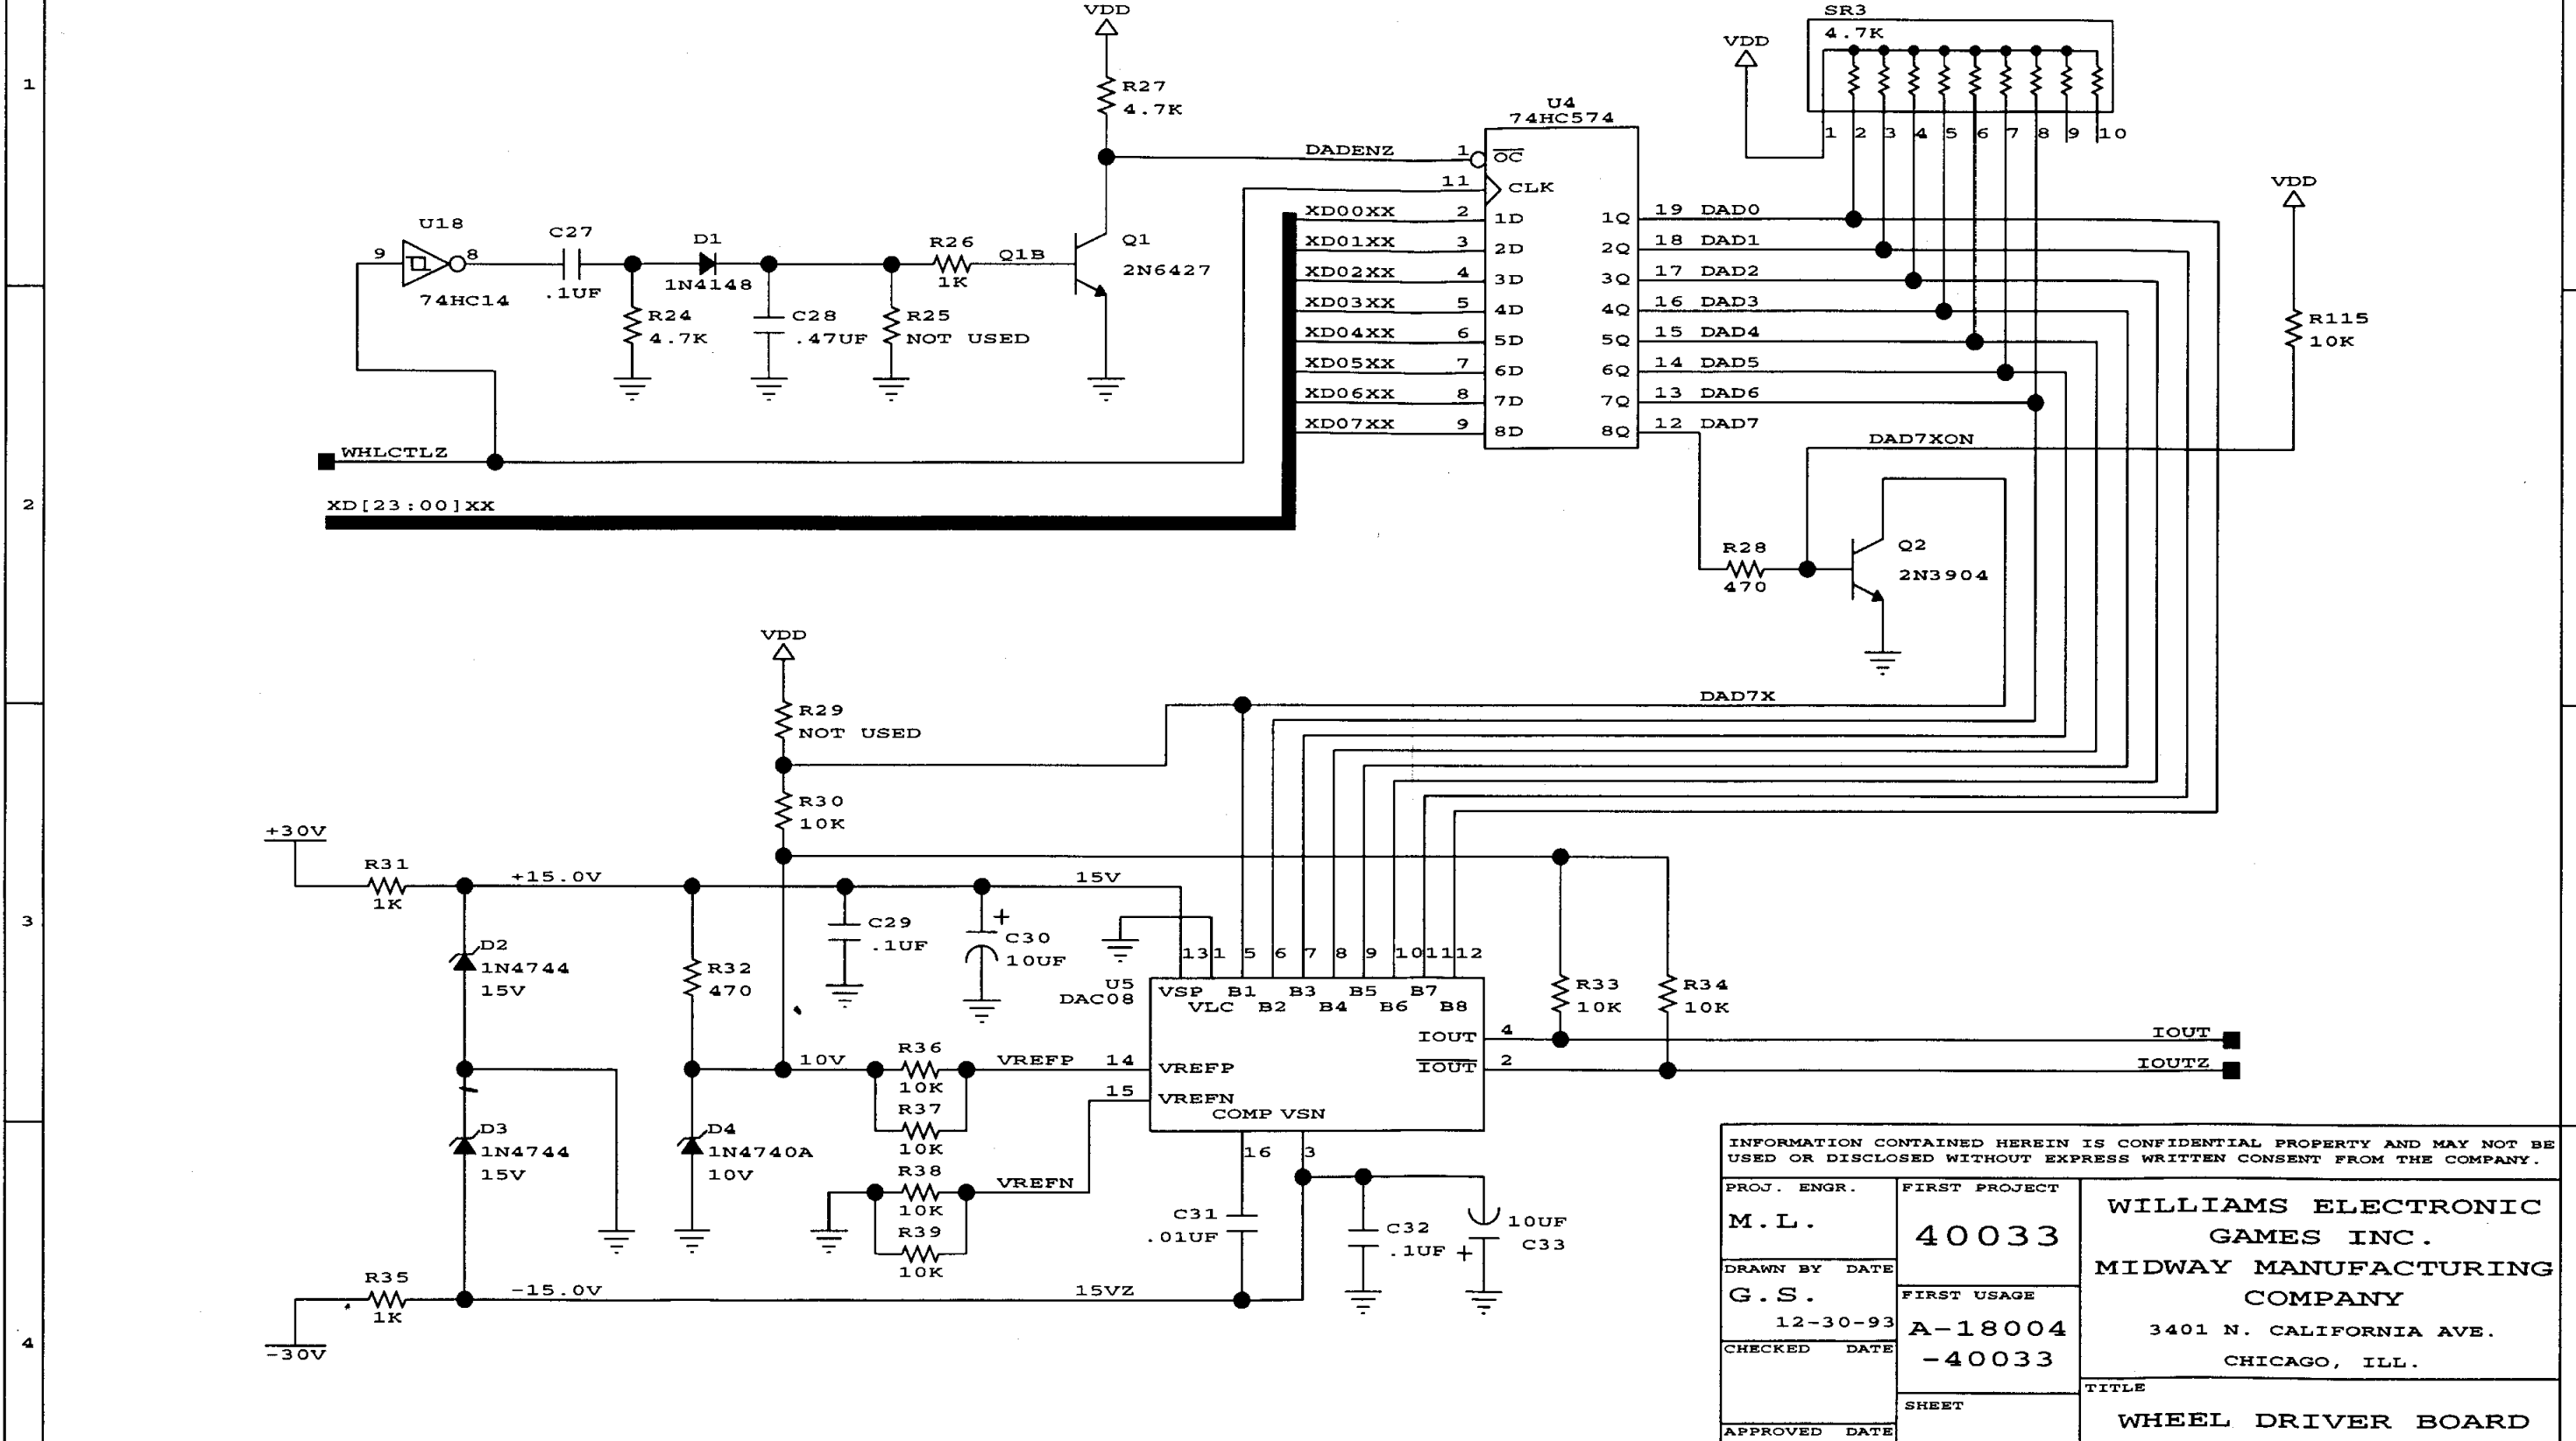 1
2
3
4
VDD
R27
4.7K
U18
9
8
74HC14
C27
.1UF
R24
4.7K
D1
1N4148
C28
.47UF
R25
NOT USED
R26
1K
Q1B
Q1
2N6427
WHLCTLZ
XD[23:00]XX
DADENZ
U4
74HC574
1
OC
11
CLK
XD00XX 2 1D 1Q 19 DAD0
XD01XX 3 2D 2Q 18 DAD1
XD02XX 4 3D 3Q 17 DAD2
XD03XX 5 4D 4Q 16 DAD3
XD04XX 6 5D 5Q 15 DAD4
XD05XX 7 6D 6Q 14 DAD5
XD06XX 8 7D 7Q 13 DAD6
XD07XX 9 8D 8Q 12 DAD7
VDD
SR3
4.7K
1 2 3 4 5 6 7 8 9 10
VDD
R115
10K
DAD7XON
R28
470
Q2
2N3904
DAD7X
VDD
R29
NOT USED
R30
10K
+30V
R31
1K
+15.0V
15V
D2
1N4744
15V
R32
470
C29
.1UF
+
C30
10UF
U5
DAC08
13 1 5 6 7 8 9 10 11 12
VSP B1 B3 B5 B7
VLC B2 B4 B6 B8
IOUT 4
IOUT 2
VREFP
VREFN
COMP VSN
R33
10K
R34
10K
IOUT
IOUTZ
10V
R36
10K
VREFP 14
15
R37
10K
D3
1N4744
15V
D4
1N4740A
10V
R38
10K
VREFN
R39
10K
16 3
C31
.01UF
C32
.1UF
+
10UF
C33
R35
1K
-15.0V
15VZ
-30V
INFORMATION CONTAINED HEREIN IS CONFIDENTIAL PROPERTY AND MAY NOT BE
USED OR DISCLOSED WITHOUT EXPRESS WRITTEN CONSENT FROM THE COMPANY.
PROJ. ENGR.
M.L.
DRAWN BY DATE
G.S.
12-30-93
CHECKED DATE
APPROVED DATE
FIRST PROJECT
40033
FIRST USAGE
A-18004
-40033
SHEET
WILLIAMS ELECTRONIC
GAMES INC.
MIDWAY MANUFACTURING
COMPANY
3401 N. CALIFORNIA AVE.
CHICAGO, ILL.
TITLE
WHEEL DRIVER BOARD